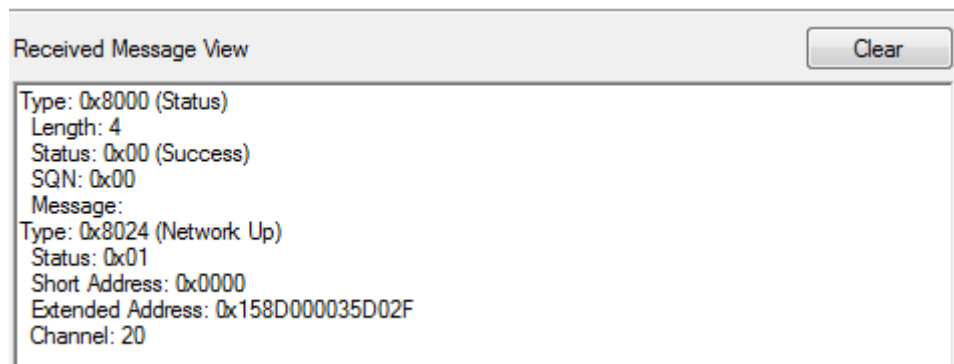 Received Message View
Clear
Type: 0x8000 (Status)
Length: 4
Status: 0x00 (Success)
SQN: 0x00
Message:
Type: 0x8024 (Network Up)
Status: 0x01
Short Address: 0x0000
Extended Address: 0x158D000035D02F
Channel: 20